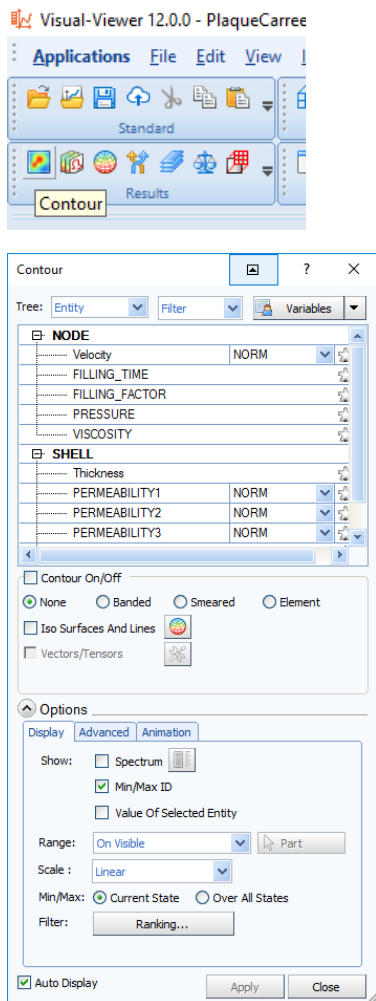 Visual-Viewer 12.0.0 - PlaqueCarree
Applications File Edit View
Standard
Results
Contour
Contour ? ×
Tree: Entity Filter Variables
NODE
Velocity NORM
FILLING_TIME
FILLING_FACTOR
PRESSURE
VISCOSITY
SHELL
Thickness
PERMEABILITY1 NORM
PERMEABILITY2 NORM
PERMEABILITY3 NORM
Contour On/Off
None Banded Smeared Element
Iso Surfaces And Lines
Vectors/Tensors
Options
Display Advanced Animation
Show: Spectrum
Min/Max ID
Value Of Selected Entity
Range: On Visible Part
Scale : Linear
Min/Max: Current State Over All States
Filter: Ranking...
Auto Display Apply Close